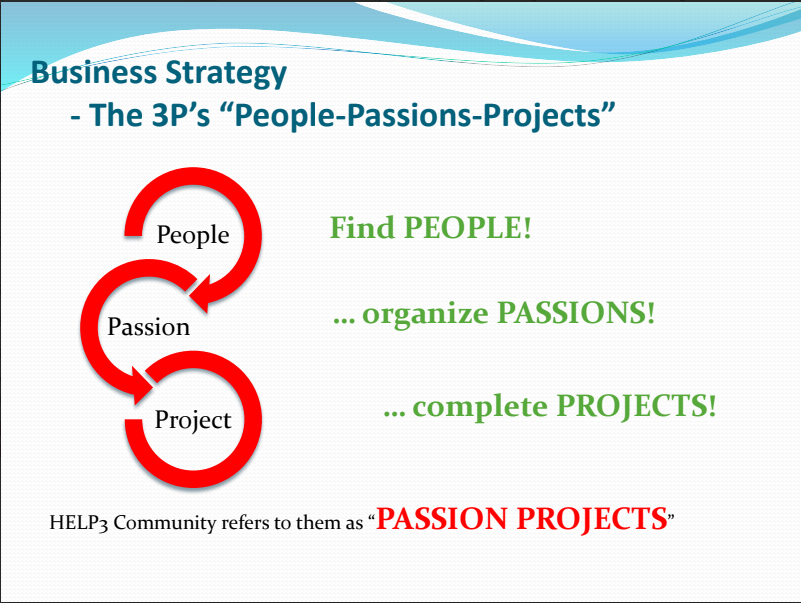 Business Strategy
- The 3P’s “People-Passions-Projects”
People
Find PEOPLE!
Passion
... organize PASSIONS!
Project
... complete PROJECTS!
HELP3 Community refers to them as “PASSION PROJECTS”